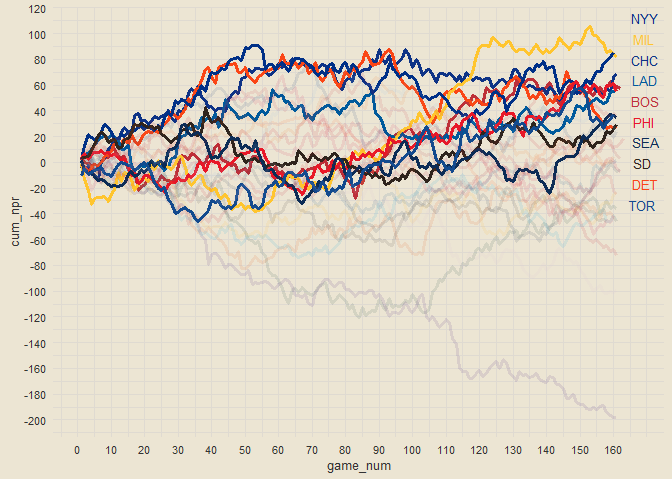 120
100
80
60
40
20
0
-20
-40
-60
-80
-100
-120
-140
-160
-180
-200
cum_npr
NYY
MIL
CHC
LAD
BOS
PHI
SEA
SD
DET
TOR
0 10 20 30 40 50 60 70 80 90 100 110 120 130 140 150 160
game_num